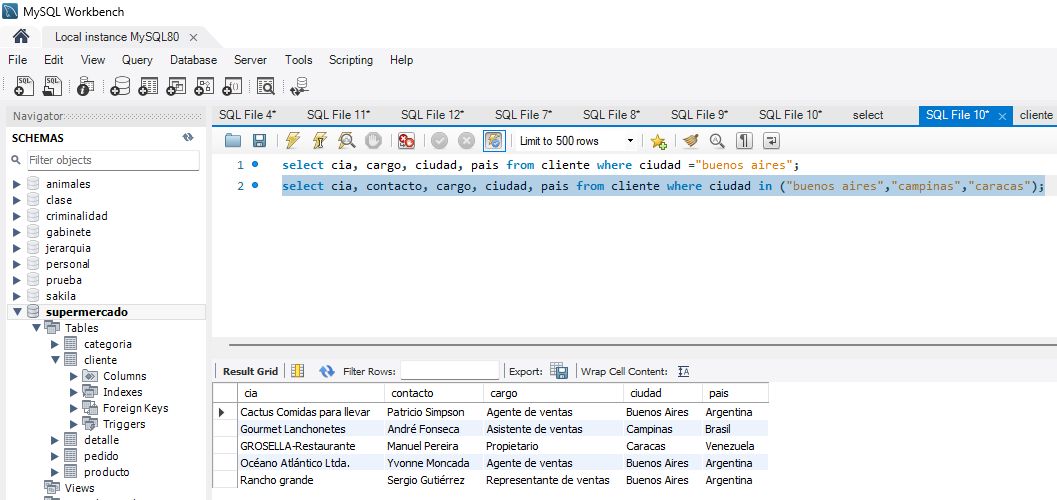 MySQL Workbench
Local instance MySQL80
File Edit View Query Database Server Tools Scripting Help
Navigator
SCHEMAS
Filter objects
animales
clase
criminalidad
gabinete
jerarquia
personal
prueba
sakila
supermercado
Tables
categoria
cliente
Columns
Indexes
Foreign Keys
Triggers
detalle
pedido
producto
Views
SQL File 4* SQL File 11* SQL File 12* SQL File 7* SQL File 8* SQL File 9* SQL File 10* select SQL File 10* cliente
Limit to 500 rows
1 select cia, cargo, ciudad, pais from cliente where ciudad ="buenos aires";
2 select cia, contacto, cargo, ciudad, pais from cliente where ciudad in ("buenos aires","campinas","caracas");
Result Grid Filter Rows: Export: Wrap Cell Content:
cia contacto cargo ciudad pais
Cactus Comidas para llevar Patricio Simpson Agente de ventas Buenos Aires Argentina
Gourmet Lanchonetes André Fonseca Asistente de ventas Campinas Brasil
GROSELLA-Restaurante Manuel Pereira Propietario Caracas Venezuela
Océano Atlántico Ltda. Yvonne Moncada Agente de ventas Buenos Aires Argentina
Rancho grande Sergio Gutiérrez Representante de ventas Buenos Aires Argentina